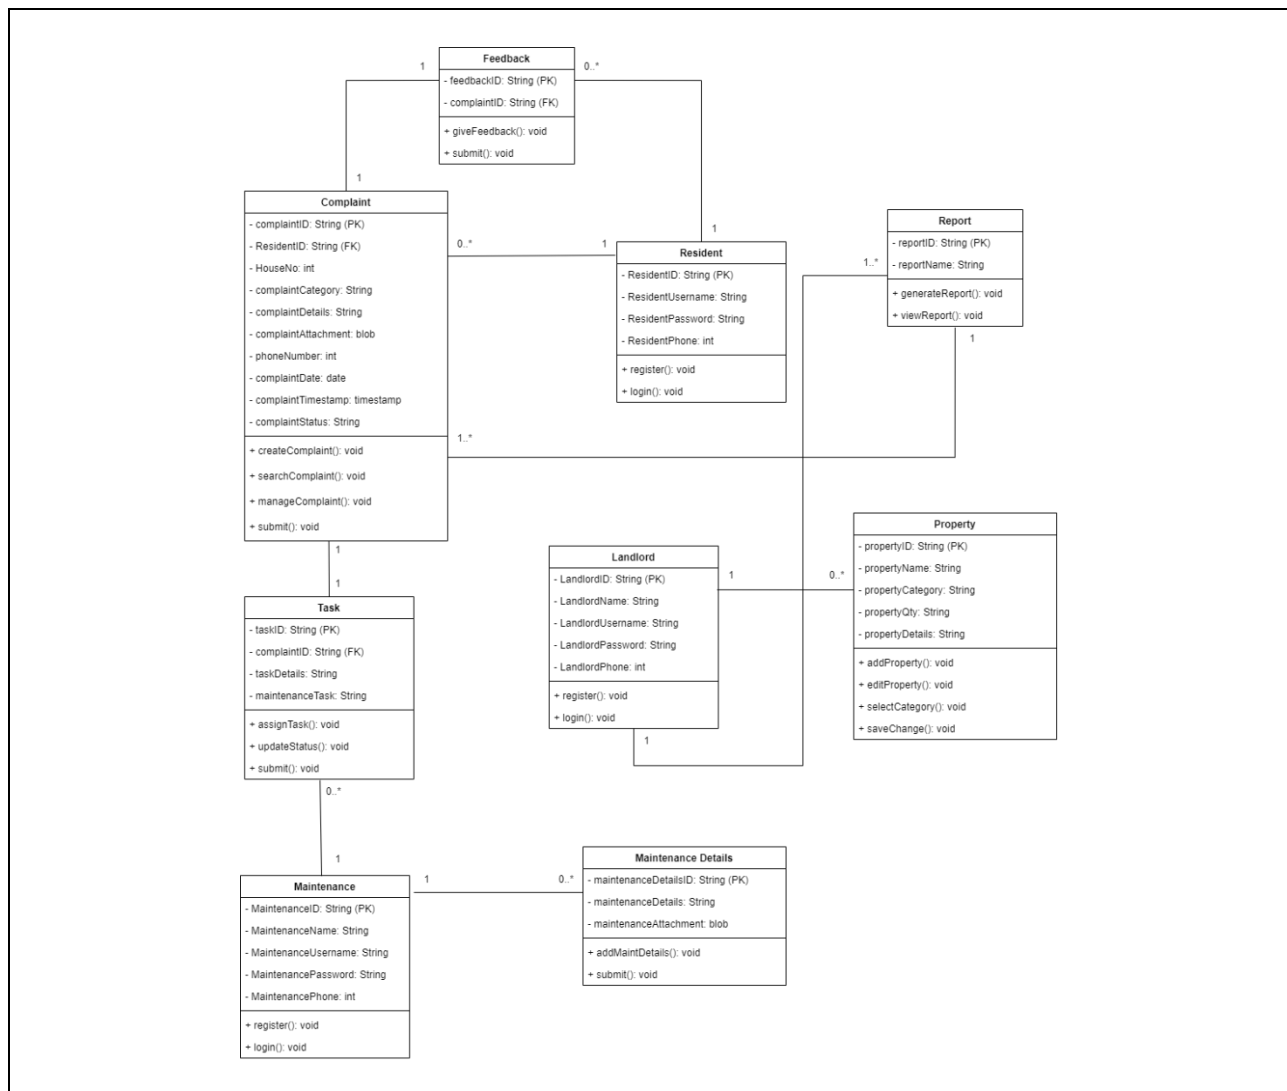 Feedback
- feedbackID: String (PK)
- complaintID: String (FK)
+ giveFeedback(): void
+ submit(): void
1
0..*
1
1
Complaint
- complaintID: String (PK)
- ResidentID: String (FK)
- HouseNo: int
- complaintCategory: String
- complaintDetails: String
- complaintAttachment: blob
- phoneNumber: int
- complaintDate: date
- complaintTimestamp: timestamp
- complaintStatus: String
+ createComplaint(): void
+ searchComplaint(): void
+ manageComplaint(): void
+ submit(): void
0..*
1
Resident
- ResidentID: String (PK)
- ResidentUsername: String
- ResidentPassword: String
- ResidentPhone: int
+ register(): void
+ login(): void
Report
- reportID: String (PK)
- reportName: String
+ generateReport(): void
+ viewReport(): void
1..*
1
1..*
1
1
Task
- taskID: String (PK)
- complaintID: String (FK)
- taskDetails: String
- maintenanceTask: String
+ assignTask(): void
+ updateStatus(): void
+ submit(): void
Landlord
- LandlordID: String (PK)
- LandlordName: String
- LandlordUsername: String
- LandlordPassword: String
- LandlordPhone: int
+ register(): void
+ login(): void
1
0..*
1
Property
- propertyID: String (PK)
- propertyName: String
- propertyCategory: String
- propertyQty: String
- propertyDetails: String
+ addProperty(): void
+ editProperty(): void
+ selectCategory(): void
+ saveChange(): void
0..*
1
Maintenance
- MaintenanceID: String (PK)
- MaintenanceName: String
- MaintenanceUsername: String
- MaintenancePassword: String
- MaintenancePhone: int
+ register(): void
+ login(): void
1
0..*
Maintenance Details
- maintenanceDetailsID: String (PK)
- maintenanceDetails: String
- maintenanceAttachment: blob
+ addMaintDetails(): void
+ submit(): void